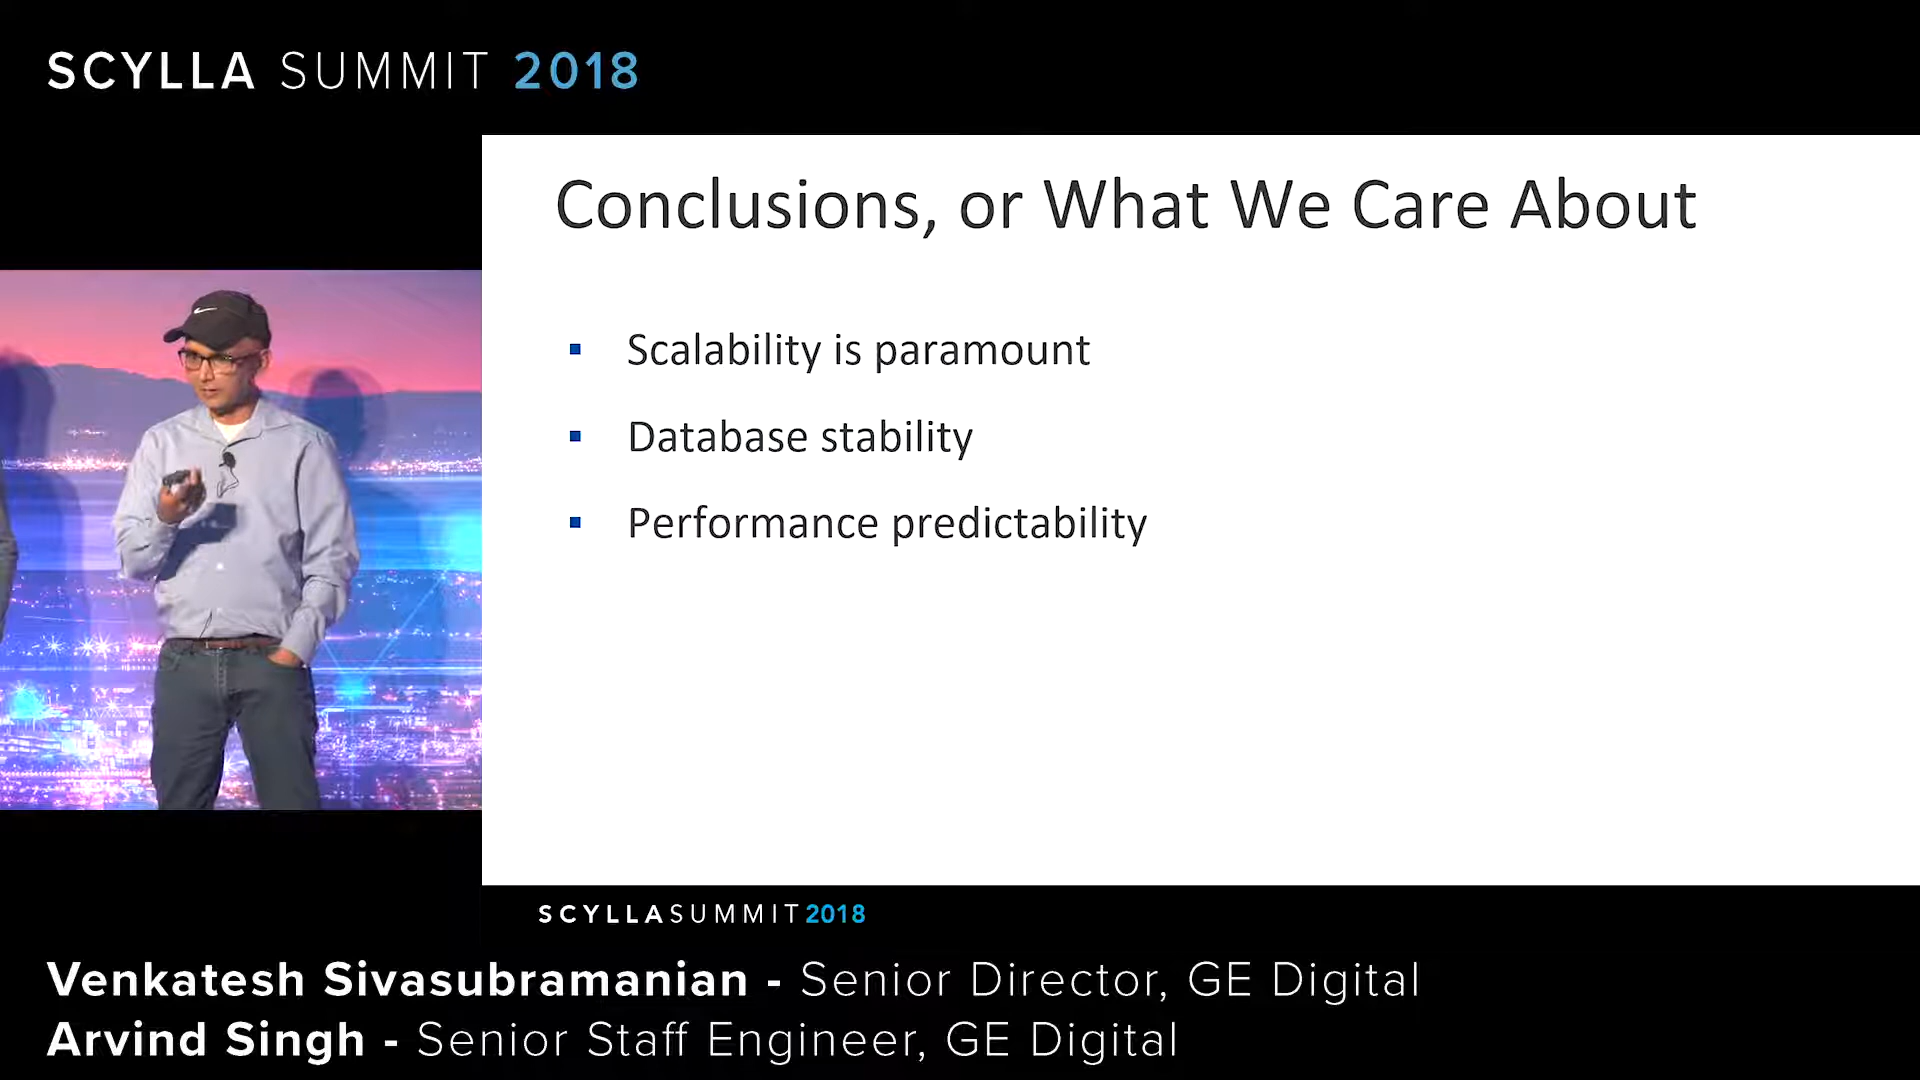 SCYLLA SUMMIT 2018
Conclusions, or What We Care About
▪ Scalability is paramount
▪ Database stability
▪ Performance predictability
SCYLLASUMMIT2018
Venkatesh Sivasubramanian - Senior Director, GE Digital
Arvind Singh - Senior Staff Engineer, GE Digital